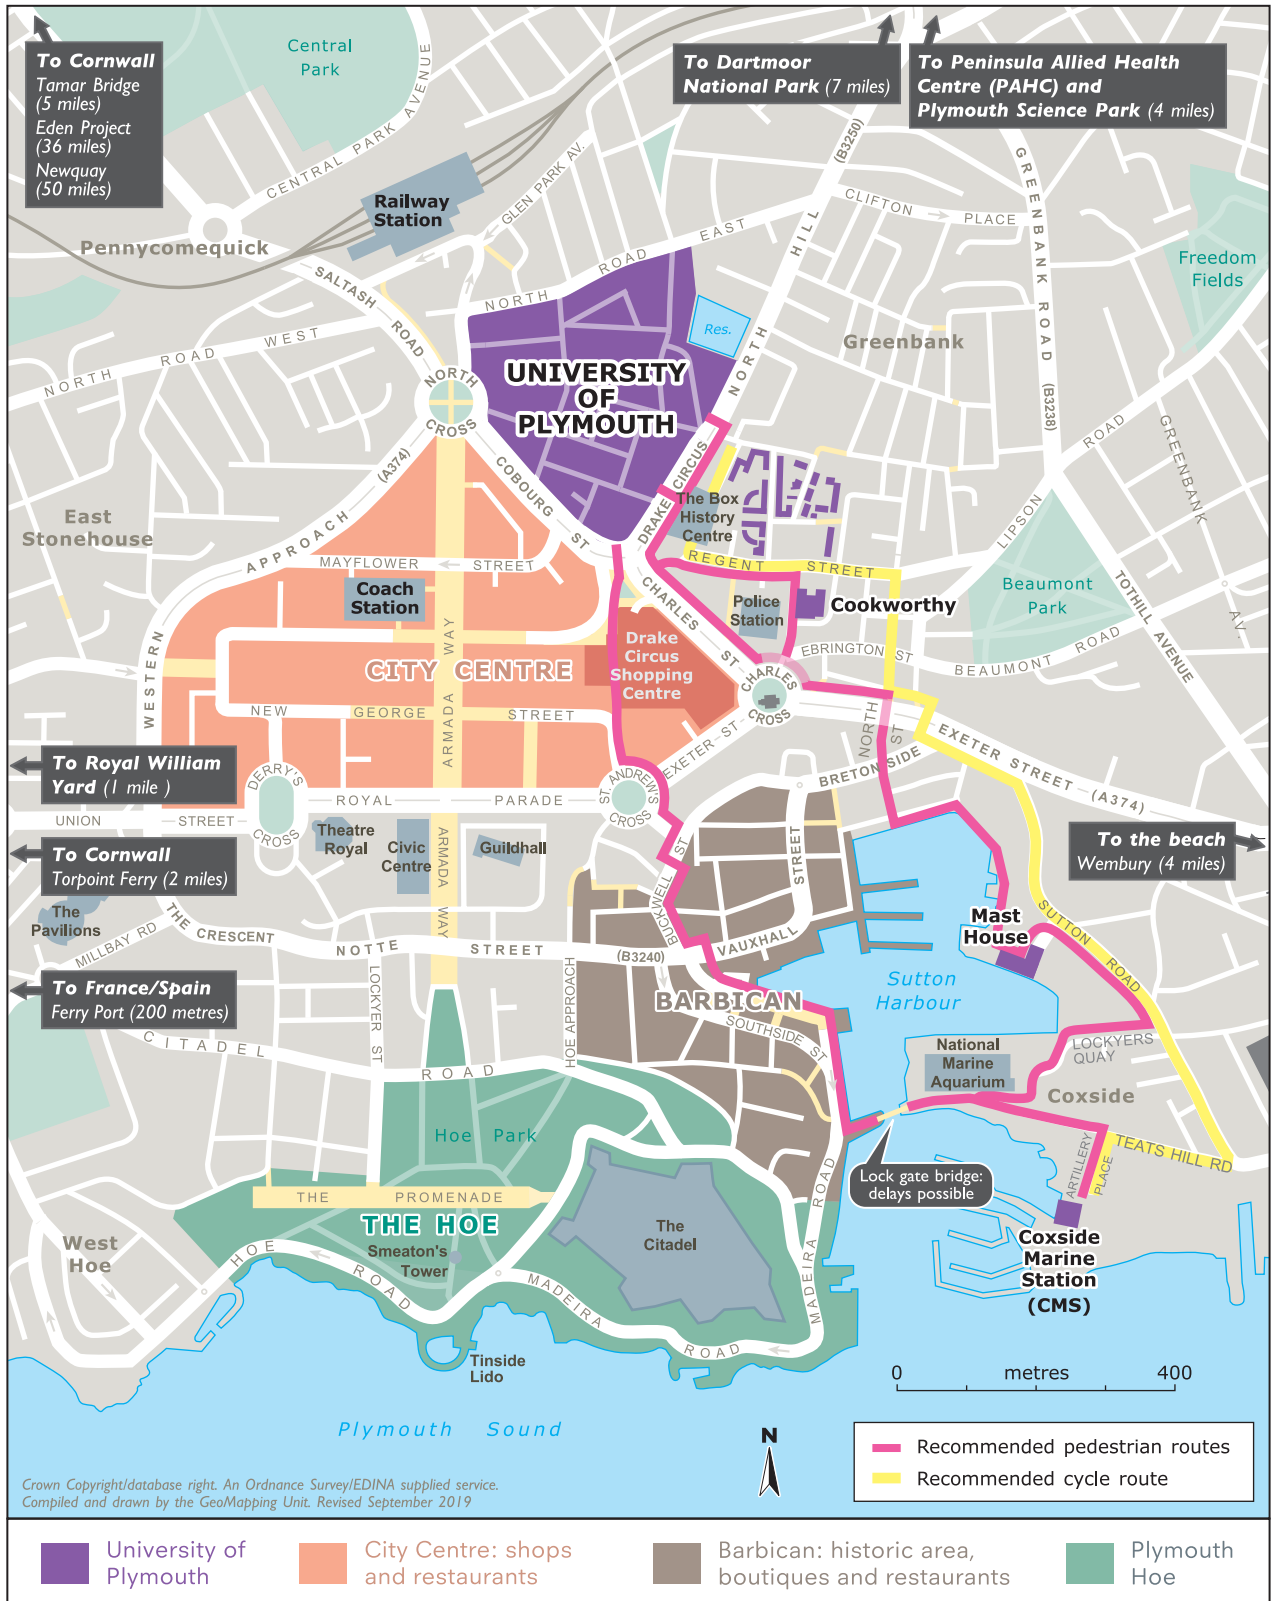 To Cornwall
Tamar Bridge
(5 miles)
Eden Project
(36 miles)
Newquay
(50 miles)
Central
Park
CENTRAL PARK AVENUE
To Dartmoor
National Park (7 miles)
To Peninsula Allied Health
Centre (PAHC) and
Plymouth Science Park (4 miles)
Railway
Station
GLEN PARK AV.
(B3250)
CLIFTON PLACE
GREENBANK ROAD (B3238)
Freedom
Fields
Pennycomequick
SALTASH ROAD
NORTH ROAD EAST
NORTH HILL
Res.
Greenbank
NORTH ROAD WEST
NORTH
CROSS
UNIVERSITY
OF
PLYMOUTH
GREENBANK AV.
LIPSON ROAD
COBOURG ST
DRAKE CIRCUS
The Box
History
Centre
East
Stonehouse
WESTERN APPROACH (A374)
MAYFLOWER STREET
Coach
Station
REGENT STREET
CHARLES ST
Police
Station
Cookworthy
Beaumont
Park
TOTHILL AVENUE
BEAUMONT ROAD
EBRINGTON ST
CITY CENTRE
ARMADA WAY
Drake
Circus
Shopping
Centre
CHARLES
CROSS
NEW GEORGE STREET
EXETER ST
NORTH ST
BRETONSIDE
EXETER STREET (A374)
To Royal William
Yard (1 mile )
DERRY'S
CROSS
ROYAL PARADE
ST. ANDREW'S
CROSS
UNION STREET
Theatre
Royal
Civic
Centre
Guildhall
ARMADA WAY
BUCKWELL ST
STREET
VAUXHALL
To the beach
Wembury (4 miles)
To Cornwall
Torpoint Ferry (2 miles)
The
Pavilions
MILLBAY RD
THE CRESCENT
NOTTE STREET
(B3240)
Mast
House
SUTTON ROAD
Sutton
Harbour
To France/Spain
Ferry Port (200 metres)
LOCKYER ST
HOE APPROACH
BARBICAN
SOUTHSIDE ST
CITADEL ROAD
National
Marine
Aquarium
LOCKYERS
QUAY
Coxside
Hoe Park
TEATS HILL RD
ARTILLERY
PLACE
Lock gate bridge:
delays possible
THE PROMENADE
THE HOE
Smeaton's
Tower
The
Citadel
MADEIRA ROAD
Coxside
Marine
Station
(CMS)
West
Hoe
HOE ROAD
MADEIRA ROAD
Tinside
Lido
0 metres 400
Plymouth Sound
N
Recommended pedestrian routes
Recommended cycle route
Crown Copyright/database right. An Ordnance Survey/EDINA supplied service.
Compiled and drawn by the GeoMapping Unit. Revised September 2019
University of
Plymouth
City Centre: shops
and restaurants
Barbican: historic area,
boutiques and restaurants
Plymouth
Hoe